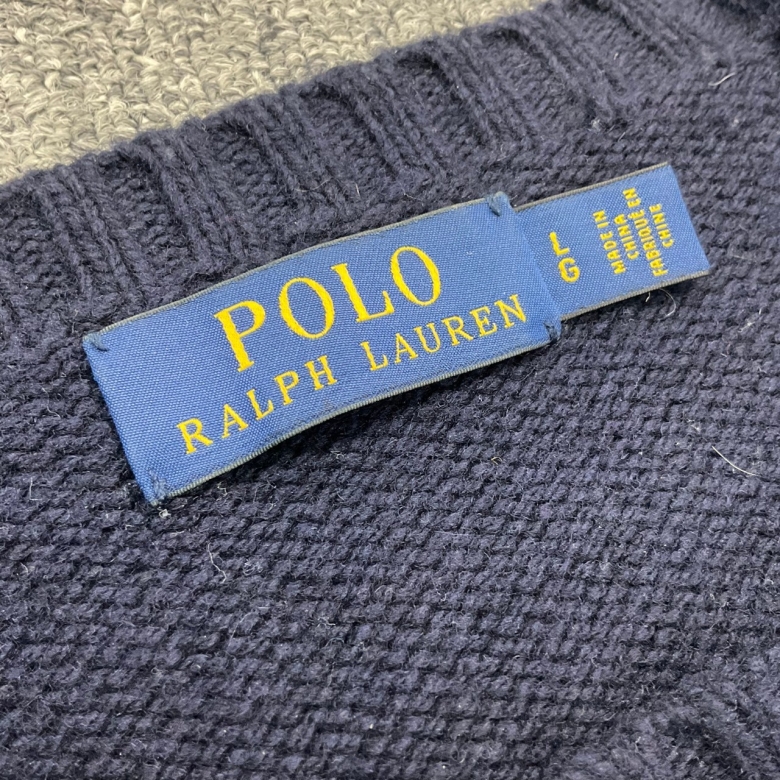 POLO
RALPH LAUREN
L
G
MADE IN
CHINA
FABRIQUÉ EN
CHINE